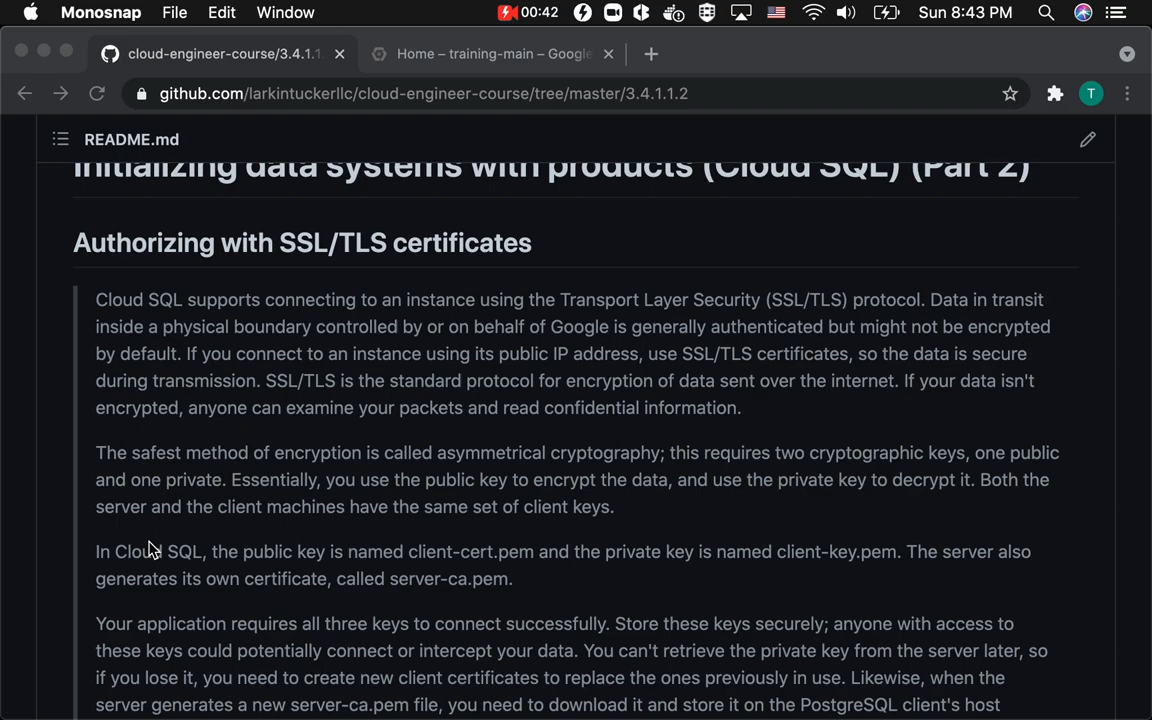 Monosnap File Edit Window 00:42 Sun 8:43 PM
cloud-engineer-course/3.4.1.1. Home – training-main – Google
github.com/larkintuckerllc/cloud-engineer-course/tree/master/3.4.1.1.2 T
README.md
Initializing data systems with products (Cloud SQL) (Part 2)
Authorizing with SSL/TLS certificates
Cloud SQL supports connecting to an instance using the Transport Layer Security (SSL/TLS) protocol. Data in transit
inside a physical boundary controlled by or on behalf of Google is generally authenticated but might not be encrypted
by default. If you connect to an instance using its public IP address, use SSL/TLS certificates, so the data is secure
during transmission. SSL/TLS is the standard protocol for encryption of data sent over the internet. If your data isn't
encrypted, anyone can examine your packets and read confidential information.
The safest method of encryption is called asymmetrical cryptography; this requires two cryptographic keys, one public
and one private. Essentially, you use the public key to encrypt the data, and use the private key to decrypt it. Both the
server and the client machines have the same set of client keys.
In Cloud SQL, the public key is named client-cert.pem and the private key is named client-key.pem. The server also
generates its own certificate, called server-ca.pem.
Your application requires all three keys to connect successfully. Store these keys securely; anyone with access to
these keys could potentially connect or intercept your data. You can't retrieve the private key from the server later, so
if you lose it, you need to create new client certificates to replace the ones previously in use. Likewise, when the
server generates a new server-ca.pem file, you need to download it and store it on the PostgreSQL client's host